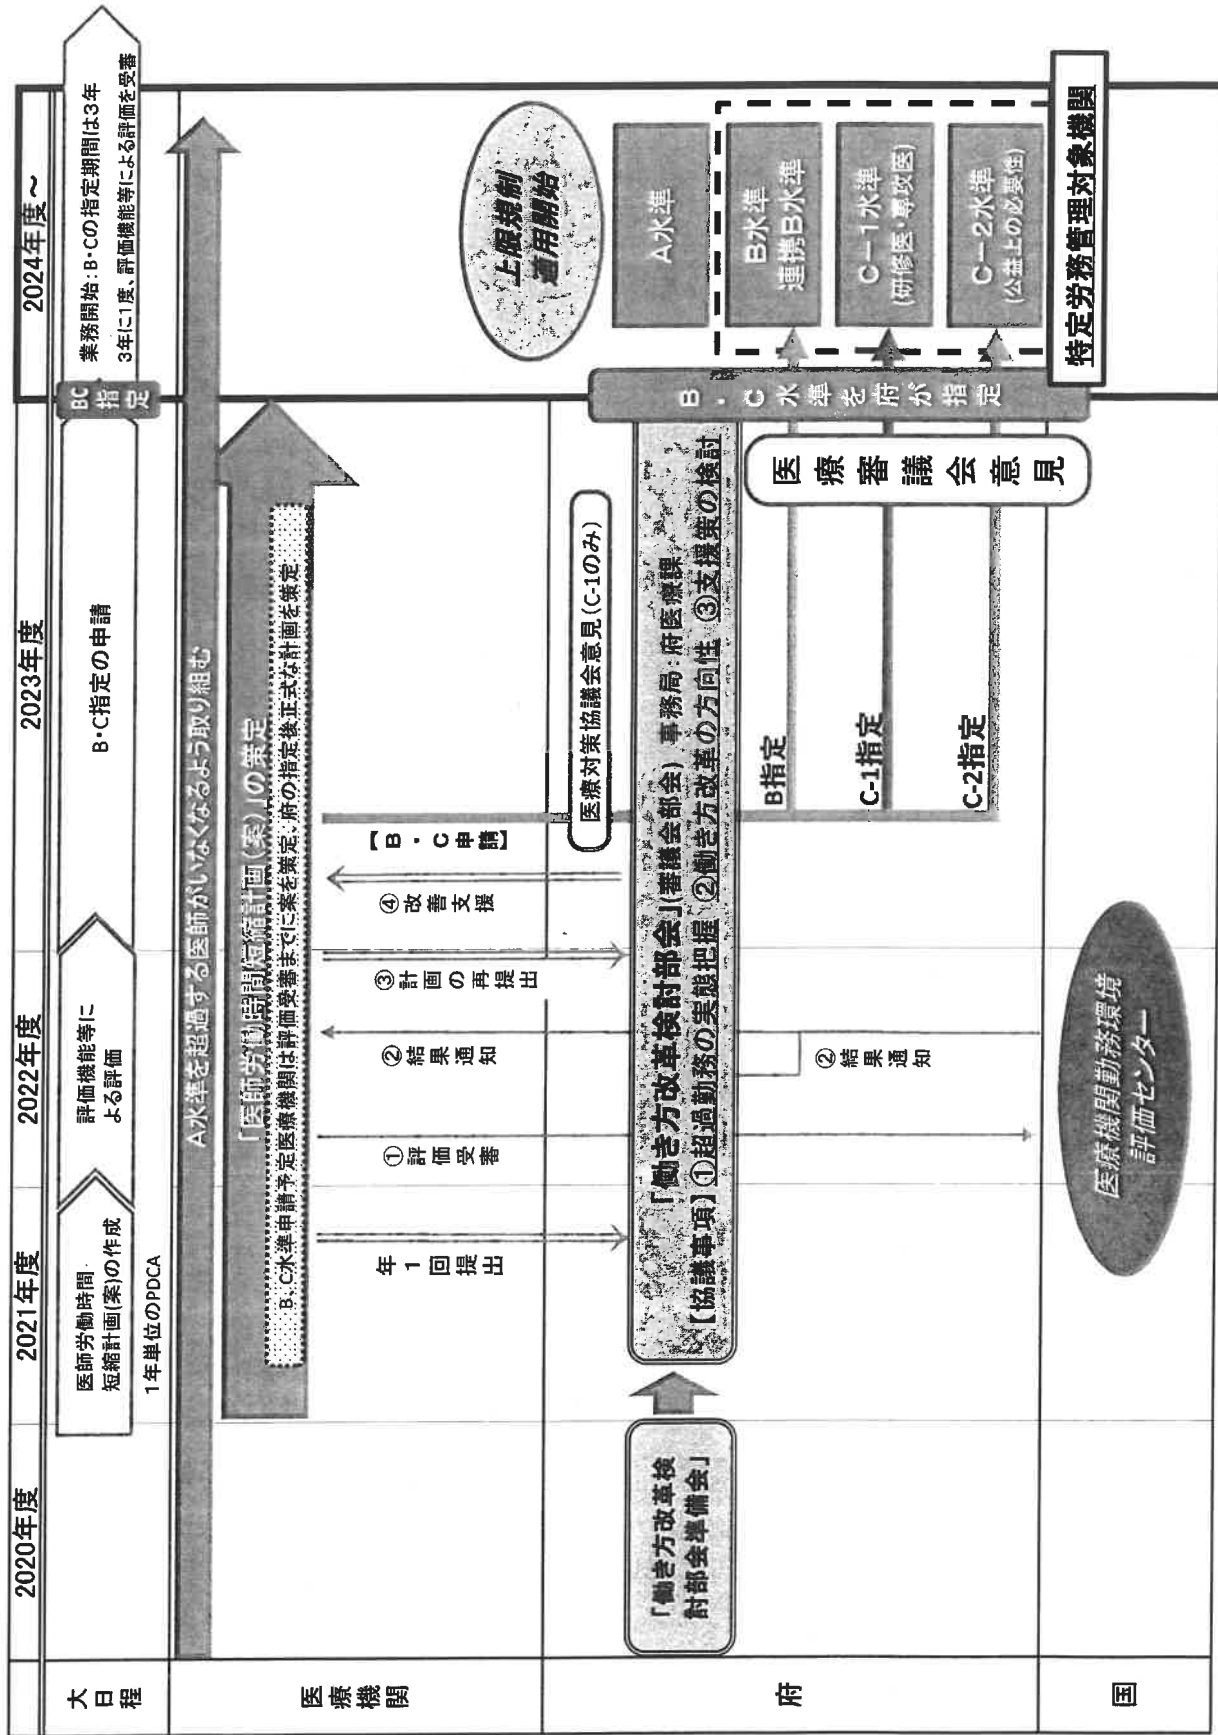 2020年度
2021年度
2022年度
2023年度
2024年度～
大日程
医師労働時間
短縮計画(案)の作成
1年単位のPDCA
評価機能等に
よる評価
B・C指定の申請
BC
指定
業務開始：B・Cの指定期間は3年
3年に1度、評価機能等による評価を受審
医療機関
A水準を超過する医師がいなくなるよう取り組む
「医師労働時間短縮計画(案)」の策定
B、C水準申請予定医療機関は評価受審までに案を策定、府の指定後正式な計画を策定
年1回提出
①評価受審
②結果通知
③計画の再提出
④改善支援
【B・C申請】
上限規制
適用開始
府
「働き方改革検
討部会準備会」
医療対策協議会意見(C-1のみ)
「働き方改革検討部会」(審議会部会)　事務局：府医療課
【協議事項】①超過勤務の実態把握　②働き方改革の方向性　③支援策の検討
②結果通知
B指定
C-1指定
C-2指定
医療審議会意見
B・C水準を府が指定
A水準
B水準
連携B水準
C－1水準
(研修医・専攻医)
C－2水準
(公益上の必要性)
特定労務管理対象機関
国
医療機関勤務環境
評価センター